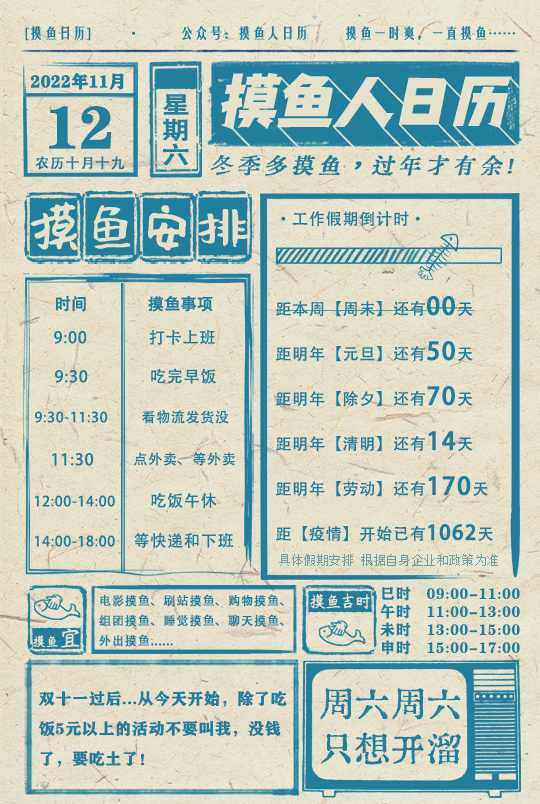 [摸鱼日历] · 公众号：摸鱼人日历 摸鱼一时爽，一直摸鱼……
2022年11月
12
农历十月十九
星期六
摸鱼人日历
冬季多摸鱼，过年才有余！
摸鱼安排
时间 摸鱼事项
9:00 打卡上班
9:30 吃完早饭
9:30-11:30 看物流发货没
11:30 点外卖、等外卖
12:00-14:00 吃饭午休
14:00-18:00 等快递和下班
·工作假期倒计时·
距本周【周末】还有00天
距明年【元旦】还有50天
距明年【除夕】还有70天
距明年【清明】还有14天
距明年【劳动】还有170天
距【疫情】开始已有1062天
具体假期安排 根据自身企业和政策为准
摸鱼宜
电影摸鱼、刷站摸鱼、购物摸鱼、
组团摸鱼、睡觉摸鱼、聊天摸鱼、
外出摸鱼……
摸鱼吉时
巳时 09:00-11:00
午时 11:00-13:00
未时 13:00-15:00
申时 15:00-17:00
双十一过后...从今天开始，除了吃
饭5元以上的活动不要叫我，没钱
了，要吃土了！
周六周六
只想开溜